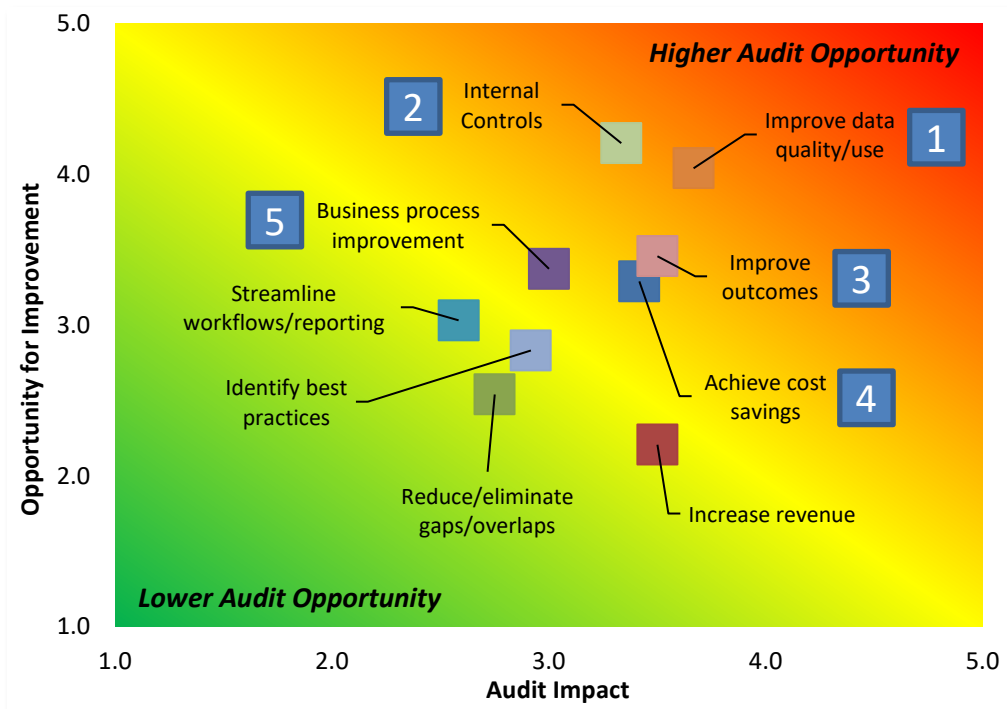 5.0
Higher Audit Opportunity
2
Internal
Controls
Improve data
quality/use
1
4.0
5
Business process
improvement
Improve
outcomes
3
Streamline
workflows/reporting
3.0
Identify best
practices
Achieve cost
savings
4
2.0
Reduce/eliminate
gaps/overlaps
Increase revenue
Lower Audit Opportunity
1.0
Opportunity for Improvement
1.0
2.0
3.0
4.0
5.0
Audit Impact